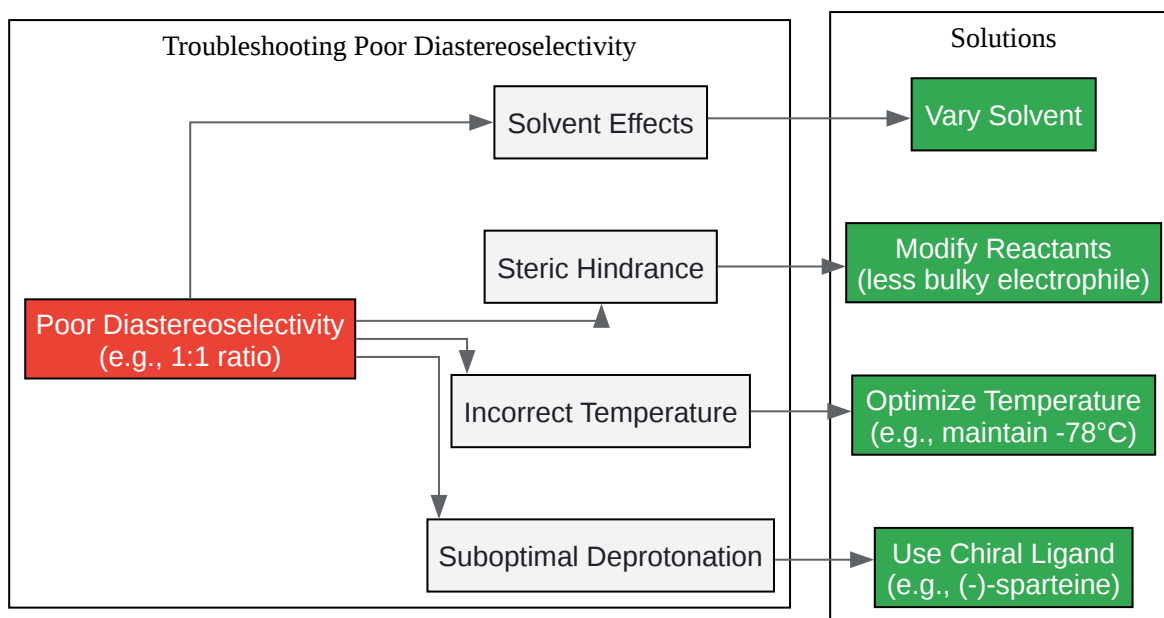 Troubleshooting Poor Diastereoselectivity
Solutions
Solvent Effects
Vary Solvent
Steric Hindrance
Modify Reactants
(less bulky electrophile)
Poor Diastereoselectivity
(e.g., 1:1 ratio)
Incorrect Temperature
Optimize Temperature
(e.g., maintain -78°C)
Suboptimal Deprotonation
Use Chiral Ligand
(e.g., (-)-sparteine)